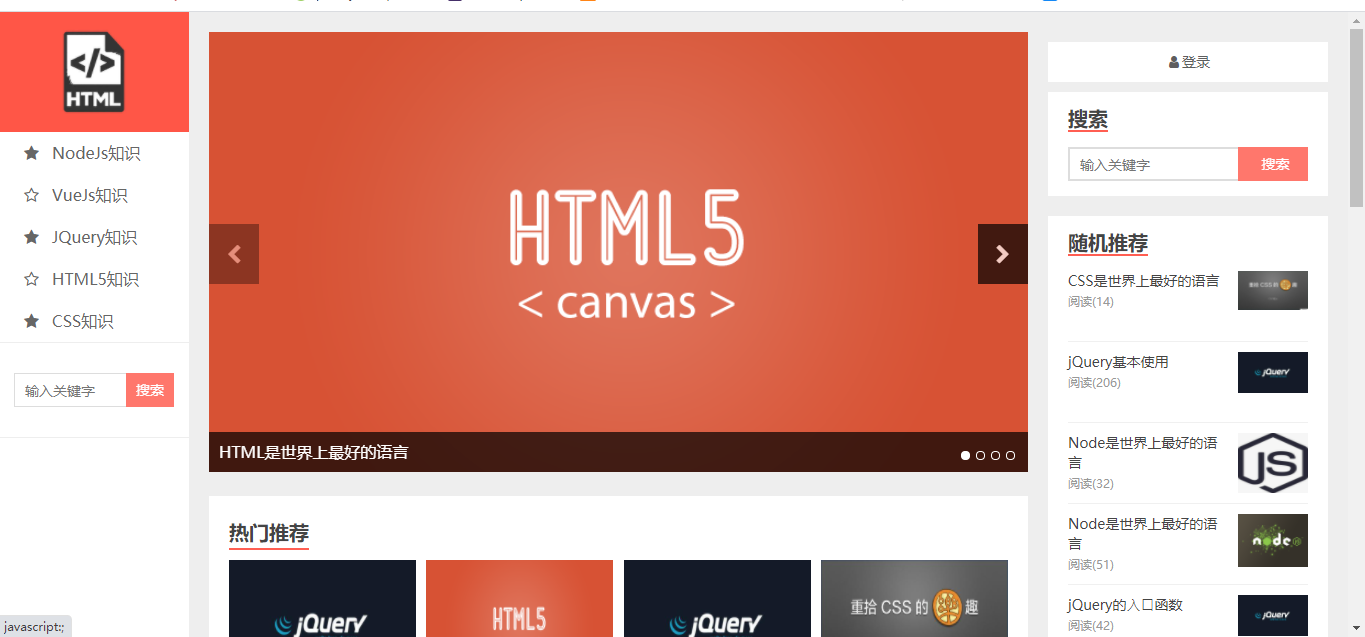 </>
HTML
NodeJs知识
VueJs知识
JQuery知识
HTML5知识
CSS知识
输入关键字
搜索
HTML5
< canvas >
HTML是世界上最好的语言
热门推荐
jQuery
HTML5
jQuery
重拾 CSS 的 乐 趣
登录
搜索
输入关键字
搜索
随机推荐
CSS是世界上最好的语言
阅读(14)
重拾 CSS 的 趣
jQuery基本使用
阅读(206)
jQuery
Node是世界上最好的语
言
阅读(32)
JS
Node是世界上最好的语
言
阅读(51)
node
jQuery的入口函数
阅读(42)
jQuery
javascript:;